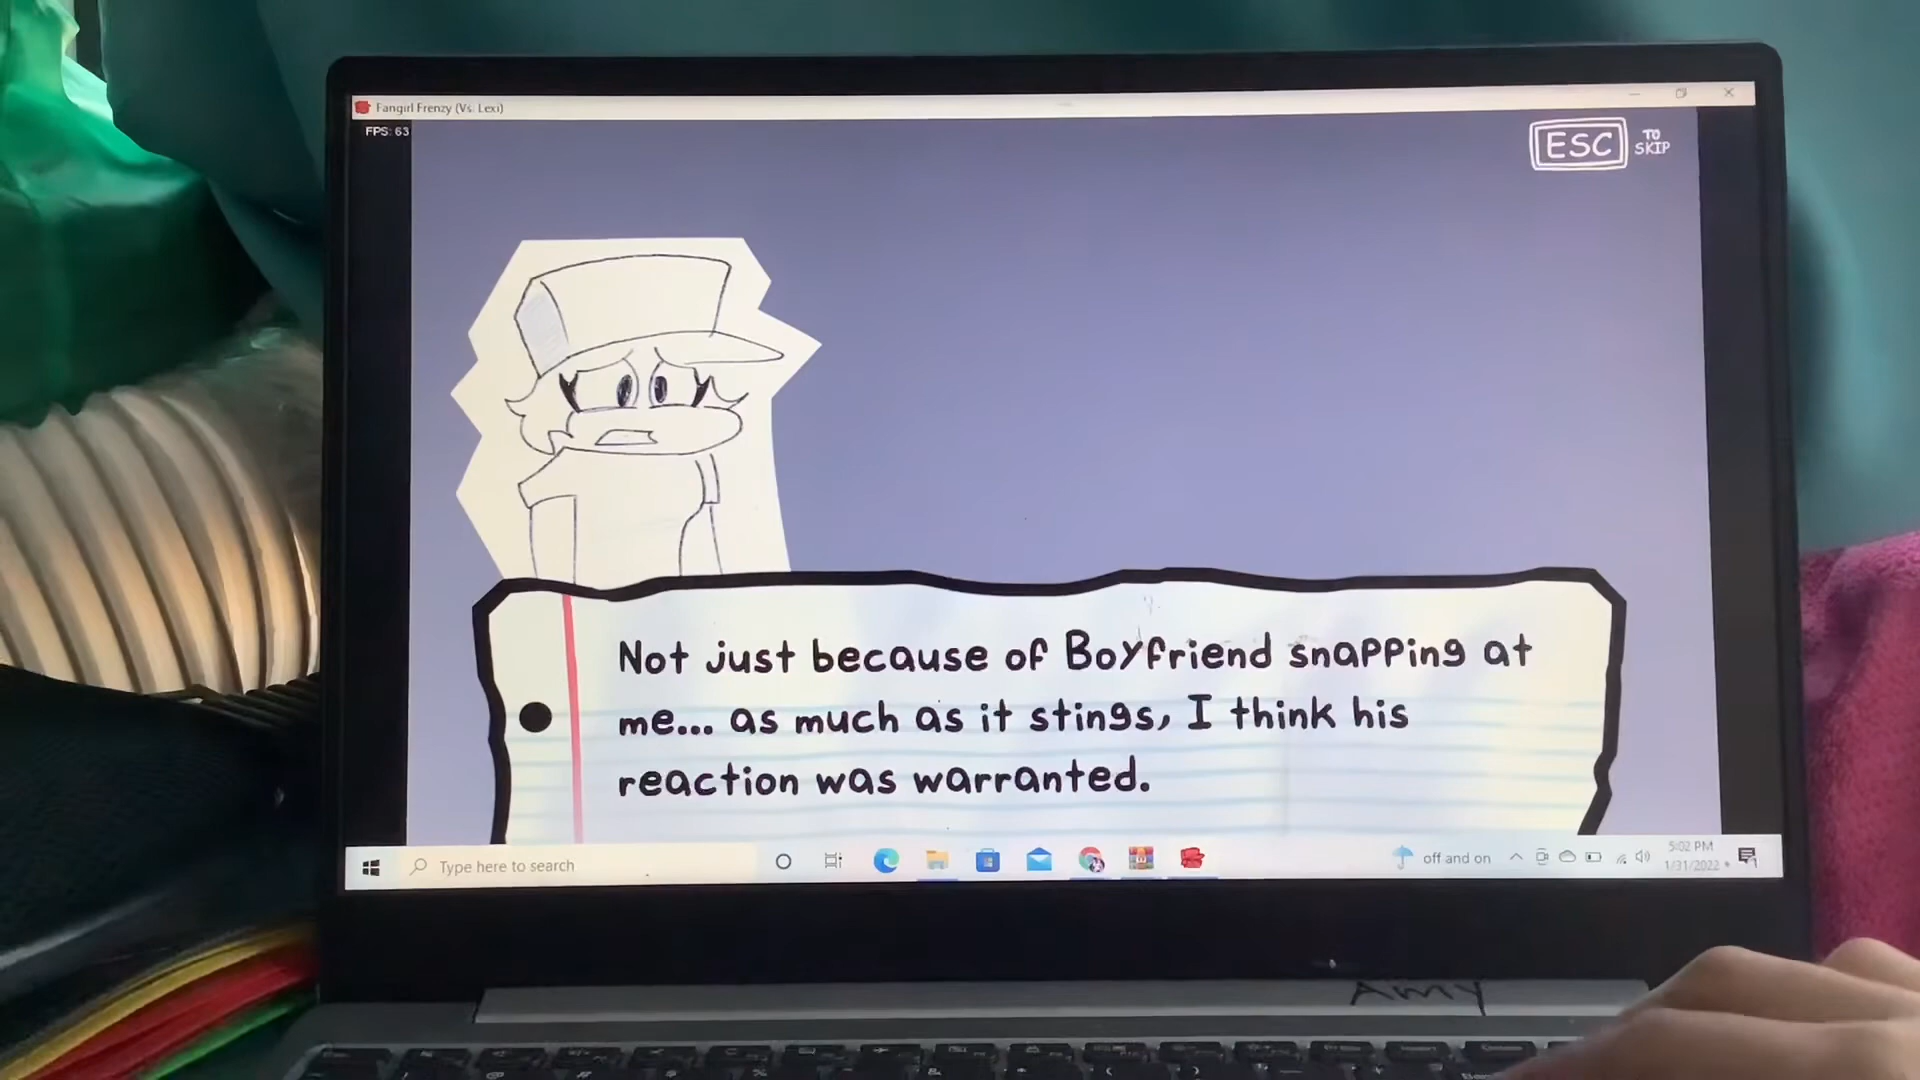 Fangirl Frenzy (Vs. Lexi)
FPS: 63
ESC TO SKIP
Not just because of Boyfriend snapping at
me... as much as it stings, I think his
reaction was warranted.
Type here to search
off and on
5:02 PM
1/31/2022
Amy